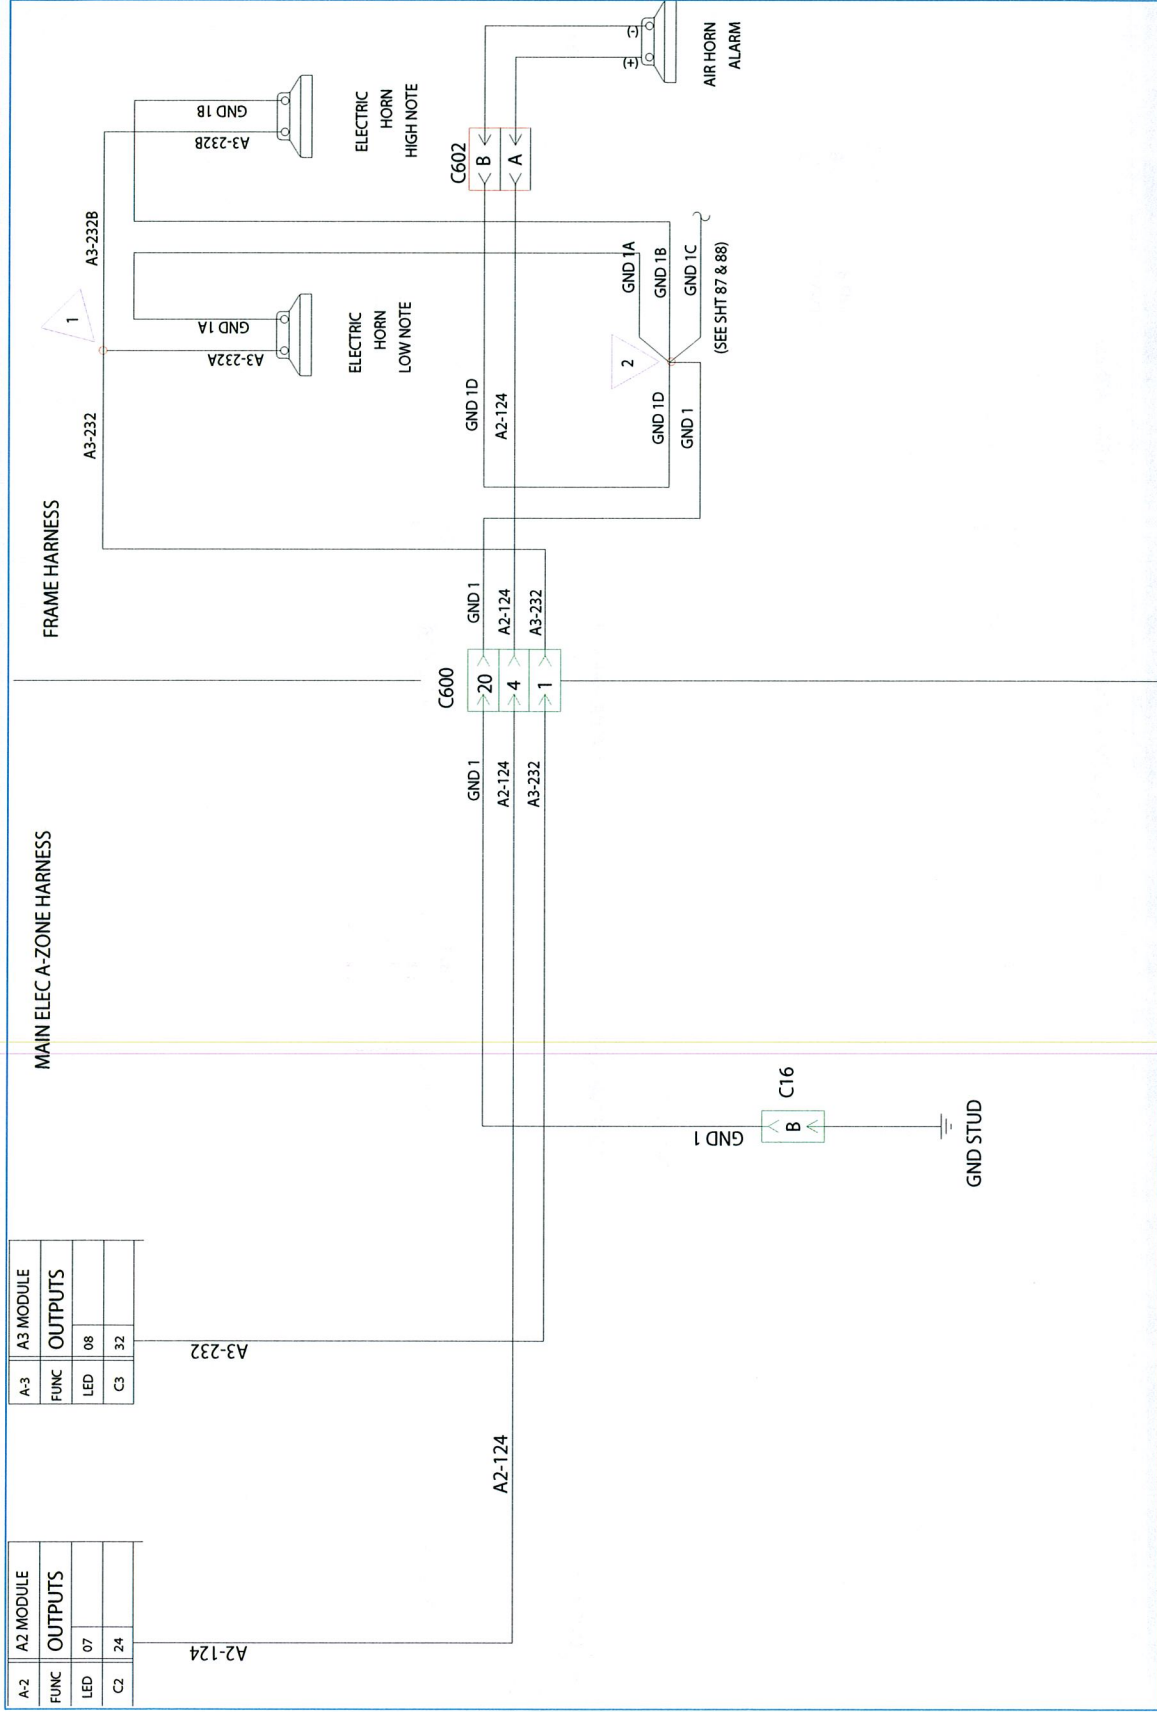 A-2 A2 MODULE
FUNC OUTPUTS
LED 07
C2 24
A2-124
A2-124
A-3 A3 MODULE
FUNC OUTPUTS
LED 08
C3 32
A3-232
MAIN ELEC A-ZONE HARNESS
GND 1
C16
B
GND STUD
GND 1
A2-124
A3-232
C600
20
4
1
FRAME HARNESS
GND 1
A2-124
A3-232
A3-232
1
A3-232B
A3-232A
GND 1A
ELECTRIC
HORN
LOW NOTE
A3-232B
GND 1B
ELECTRIC
HORN
HIGH NOTE
GND 1D
A2-124
C602
B
A
GND 1D
GND 1
2
GND 1A
GND 1B
GND 1C
(SEE SHT 87 & 88)
(-)
(+)
AIR HORN
ALARM